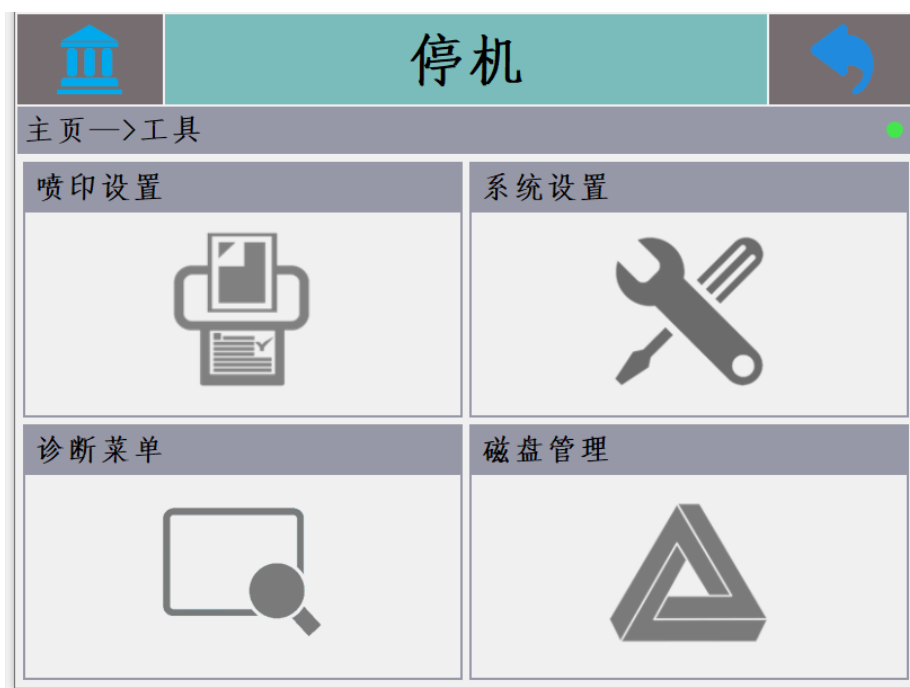 停机
主页—>工具
喷印设置
系统设置
诊断菜单
磁盘管理